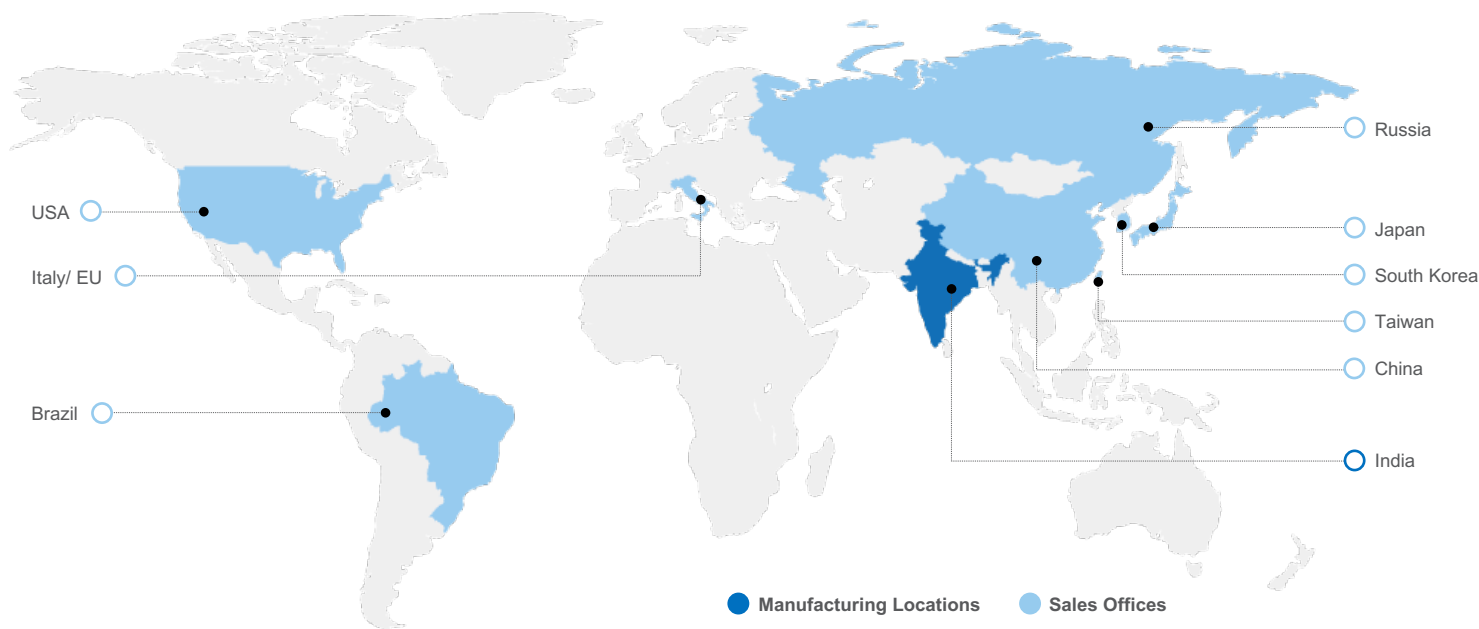 Russia
USA
Japan
Italy/ EU
South Korea
Taiwan
China
Brazil
India
Manufacturing Locations
Sales Offices